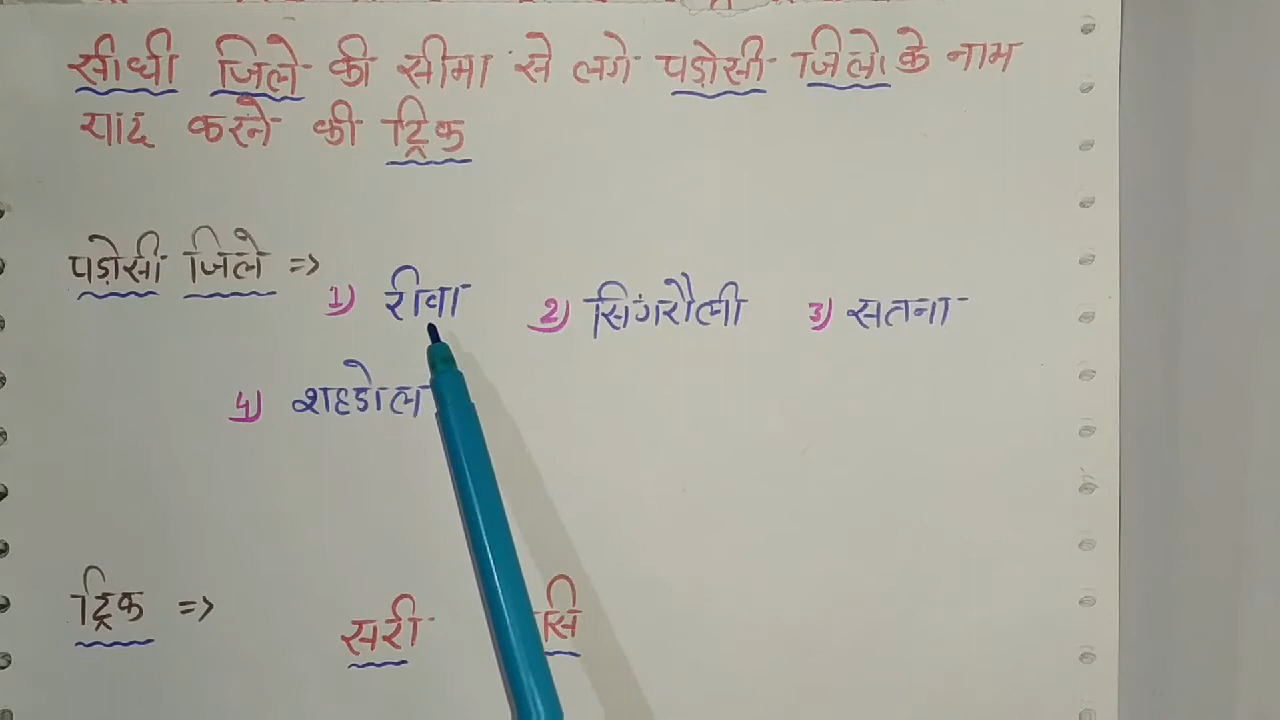 सीधी जिले की सीमा से लगे पड़ोसी जिलो के नाम
याद करने की ट्रिक
पड़ोसी जिले => 1) रीवा 2) सिंगरौली 3) सतना
4) शहडोल
ट्रिक => सरी सि